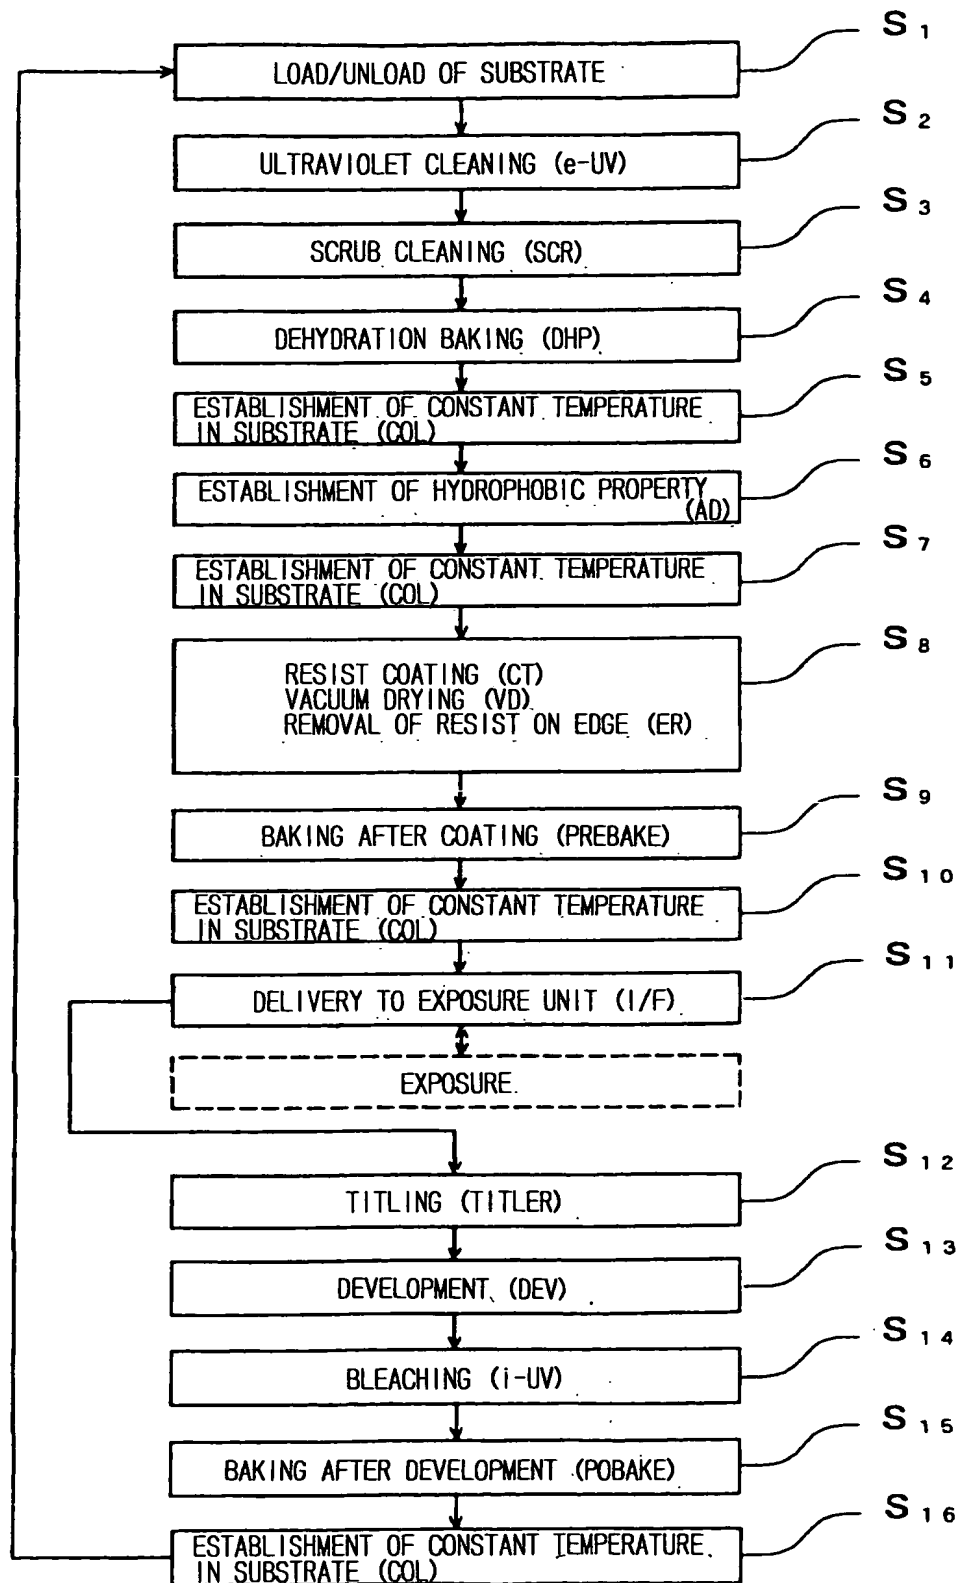 S1
LOAD/UNLOAD OF SUBSTRATE
S2
ULTRAVIOLET CLEANING (e-UV)
S3
SCRUB CLEANING (SCR)
S4
DEHYDRATION BAKING (DHP)
S5
ESTABLISHMENT OF CONSTANT TEMPERATURE
IN SUBSTRATE (COL)
S6
ESTABLISHMENT OF HYDROPHOBIC PROPERTY
(AD)
S7
ESTABLISHMENT OF CONSTANT TEMPERATURE
IN SUBSTRATE (COL)
S8
RESIST COATING (CT)
VACUUM DRYING (VD)
REMOVAL OF RESIST ON EDGE (ER)
S9
BAKING AFTER COATING (PREBAKE)
S10
ESTABLISHMENT OF CONSTANT TEMPERATURE
IN SUBSTRATE (COL)
S11
DELIVERY TO EXPOSURE UNIT (I/F)
EXPOSURE
S12
TITLING (TITLER)
S13
DEVELOPMENT (DEV)
S14
BLEACHING (i-UV)
S15
BAKING AFTER DEVELOPMENT (POBAKE)
S16
ESTABLISHMENT OF CONSTANT TEMPERATURE
IN SUBSTRATE (COL)